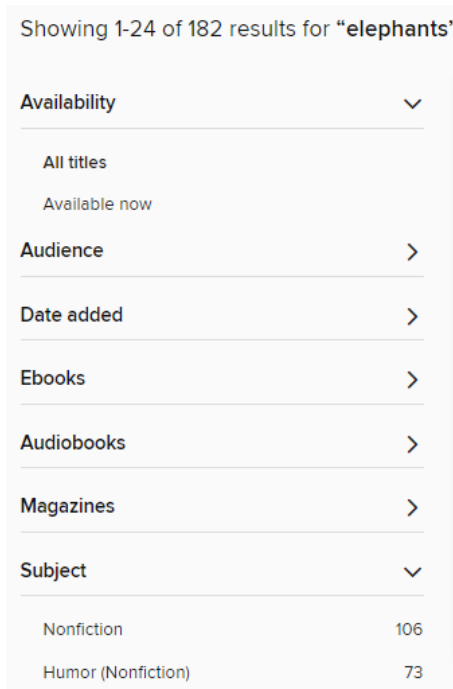 Showing 1-24 of 182 results for “elephants”
Availability
All titles
Available now
Audience
Date added
Ebooks
Audiobooks
Magazines
Subject
Nonfiction 106
Humor (Nonfiction) 73